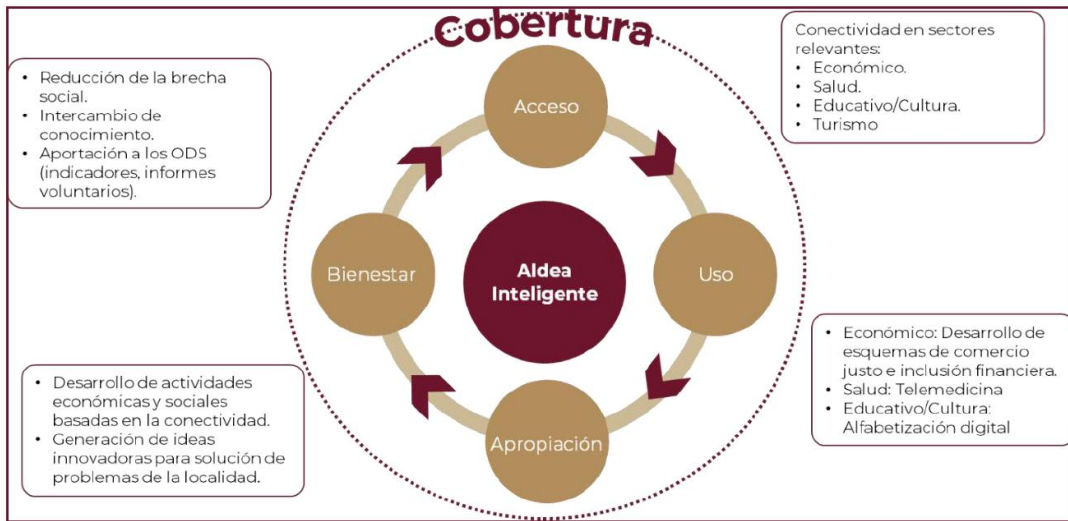 Cobertura
Acceso
Uso
Apropiación
Bienestar
Aldea
Inteligente
Conectividad en sectores
relevantes:
• Económico.
• Salud.
• Educativo/Cultura.
• Turismo
• Económico: Desarrollo de
esquemas de comercio
justo e inclusión financiera.
• Salud: Telemedicina
• Educativo/Cultura:
Alfabetización digital
• Desarrollo de actividades
económicas y sociales
basadas en la conectividad.
• Generación de ideas
innovadoras para solución de
problemas de la localidad.
• Reducción de la brecha
social.
• Intercambio de
conocimiento.
• Aportación a los ODS
(indicadores, informes
voluntarios).